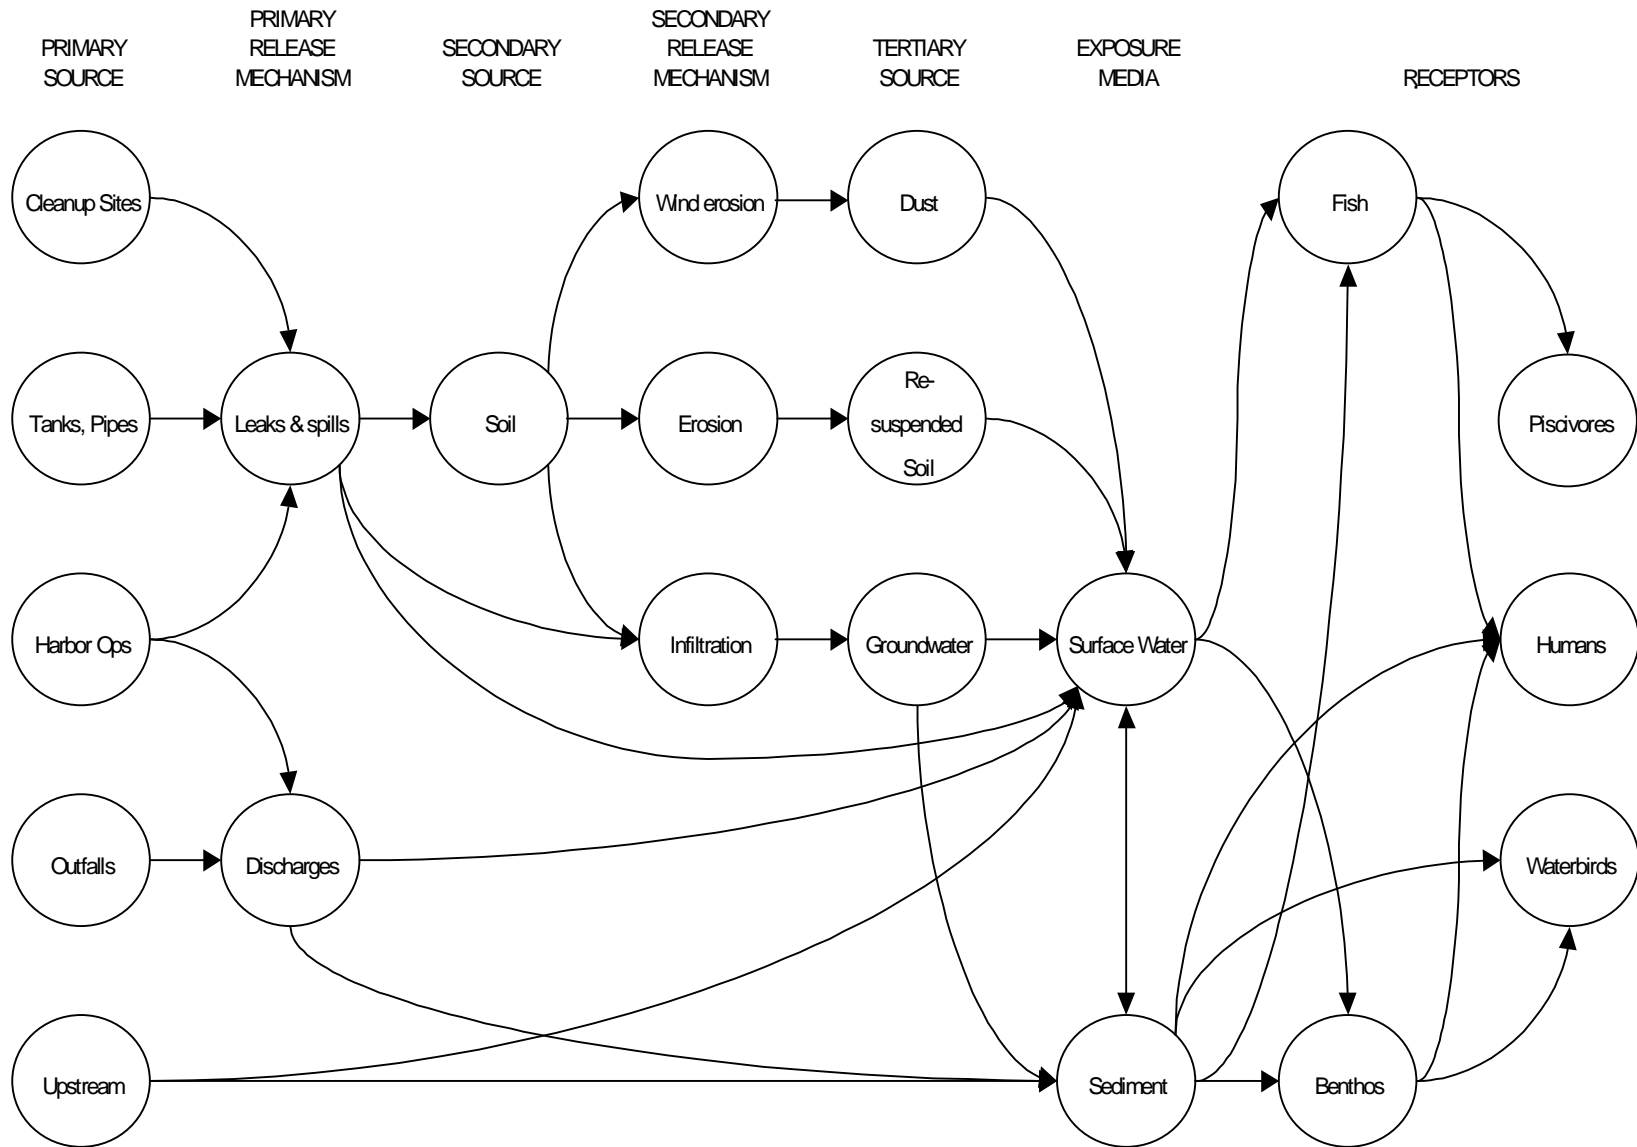 PRIMARY
SOURCE
PRIMARY
RELEASE
MECHANISM
SECONDARY
SOURCE
SECONDARY
RELEASE
MECHANISM
TERTIARY
SOURCE
EXPOSURE
MEDIA
RECEPTORS
Cleanup Sites
Wind erosion
Dust
Fish
Tanks, Pipes
Leaks & spills
Soil
Erosion
Re-
suspended
Soil
Piscivores
Harbor Ops
Infiltration
Groundwater
Surface Water
Humans
Outfalls
Discharges
Waterbirds
Upstream
Sediment
Benthos